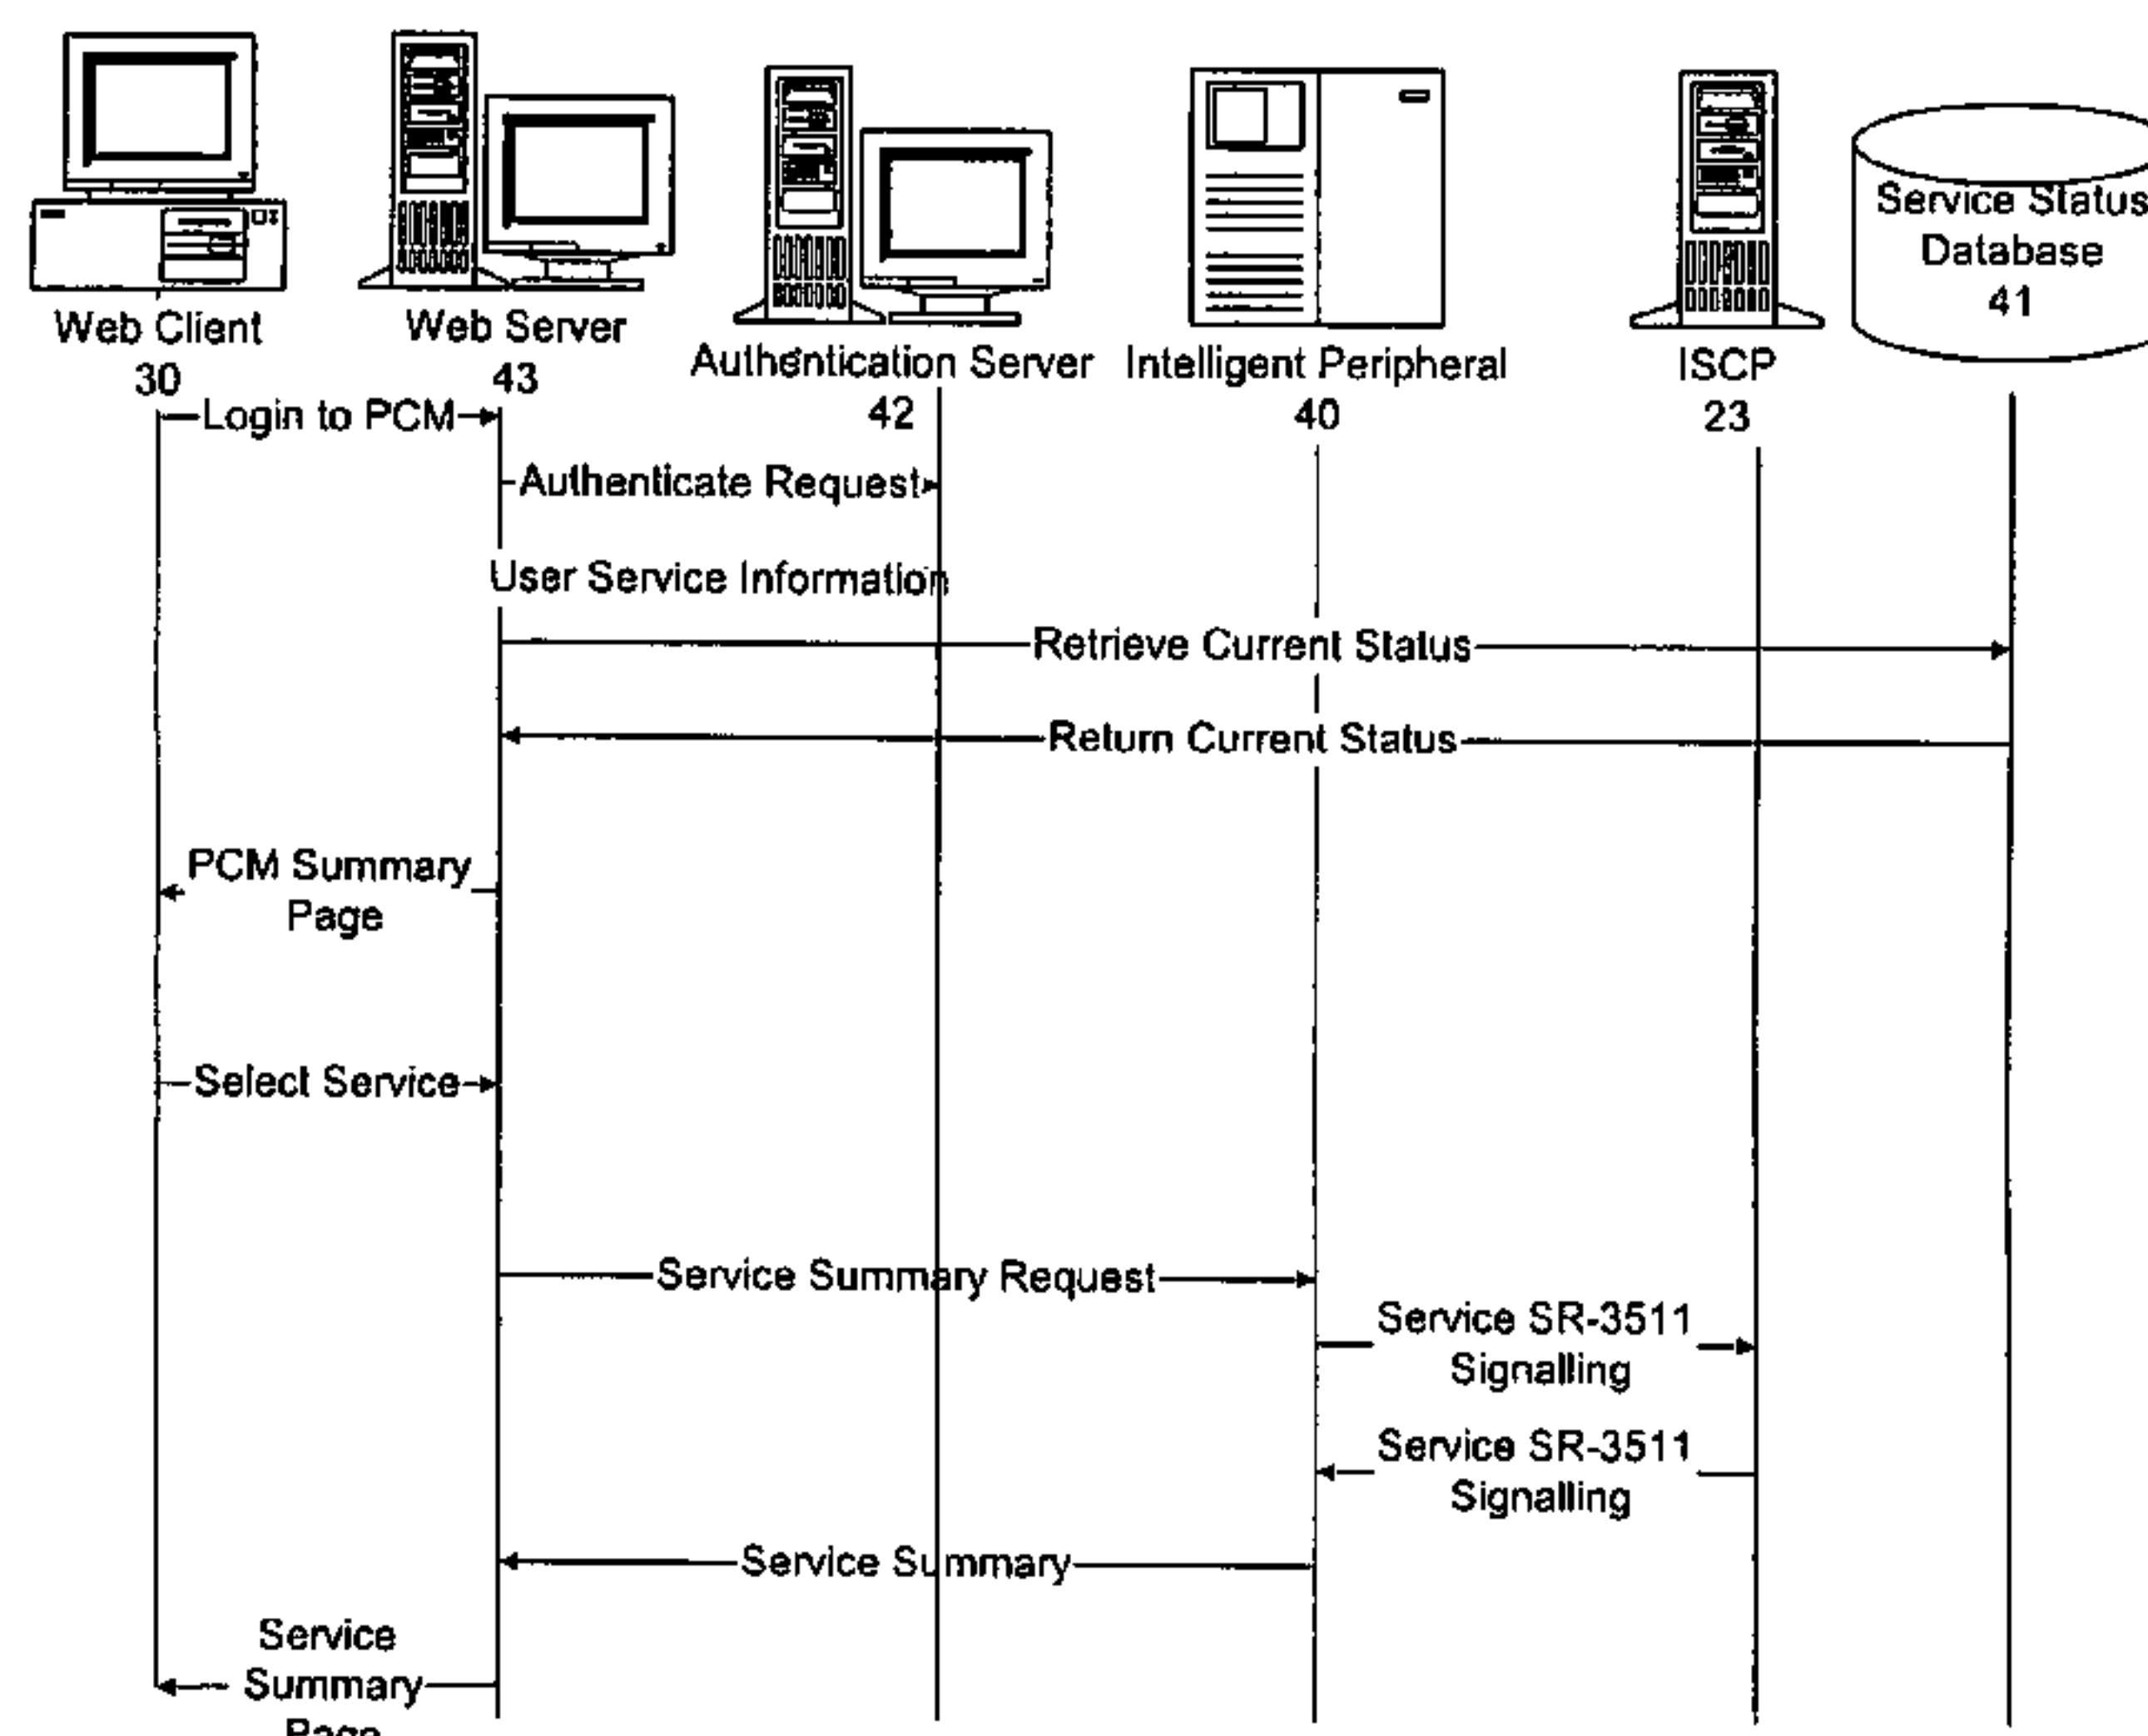 Service Status
Database
41
Web Client
30
Web Server
43
Authentication Server
42
Intelligent Peripheral
40
ISCP
23
Login to PCM
Authenticate Request
User Service Information
Retrieve Current Status
Return Current Status
PCM Summary
Page
Select Service
Service Summary Request
Service SR-3511
Signalling
Service SR-3511
Signalling
Service Summary
Service
Summary
Page